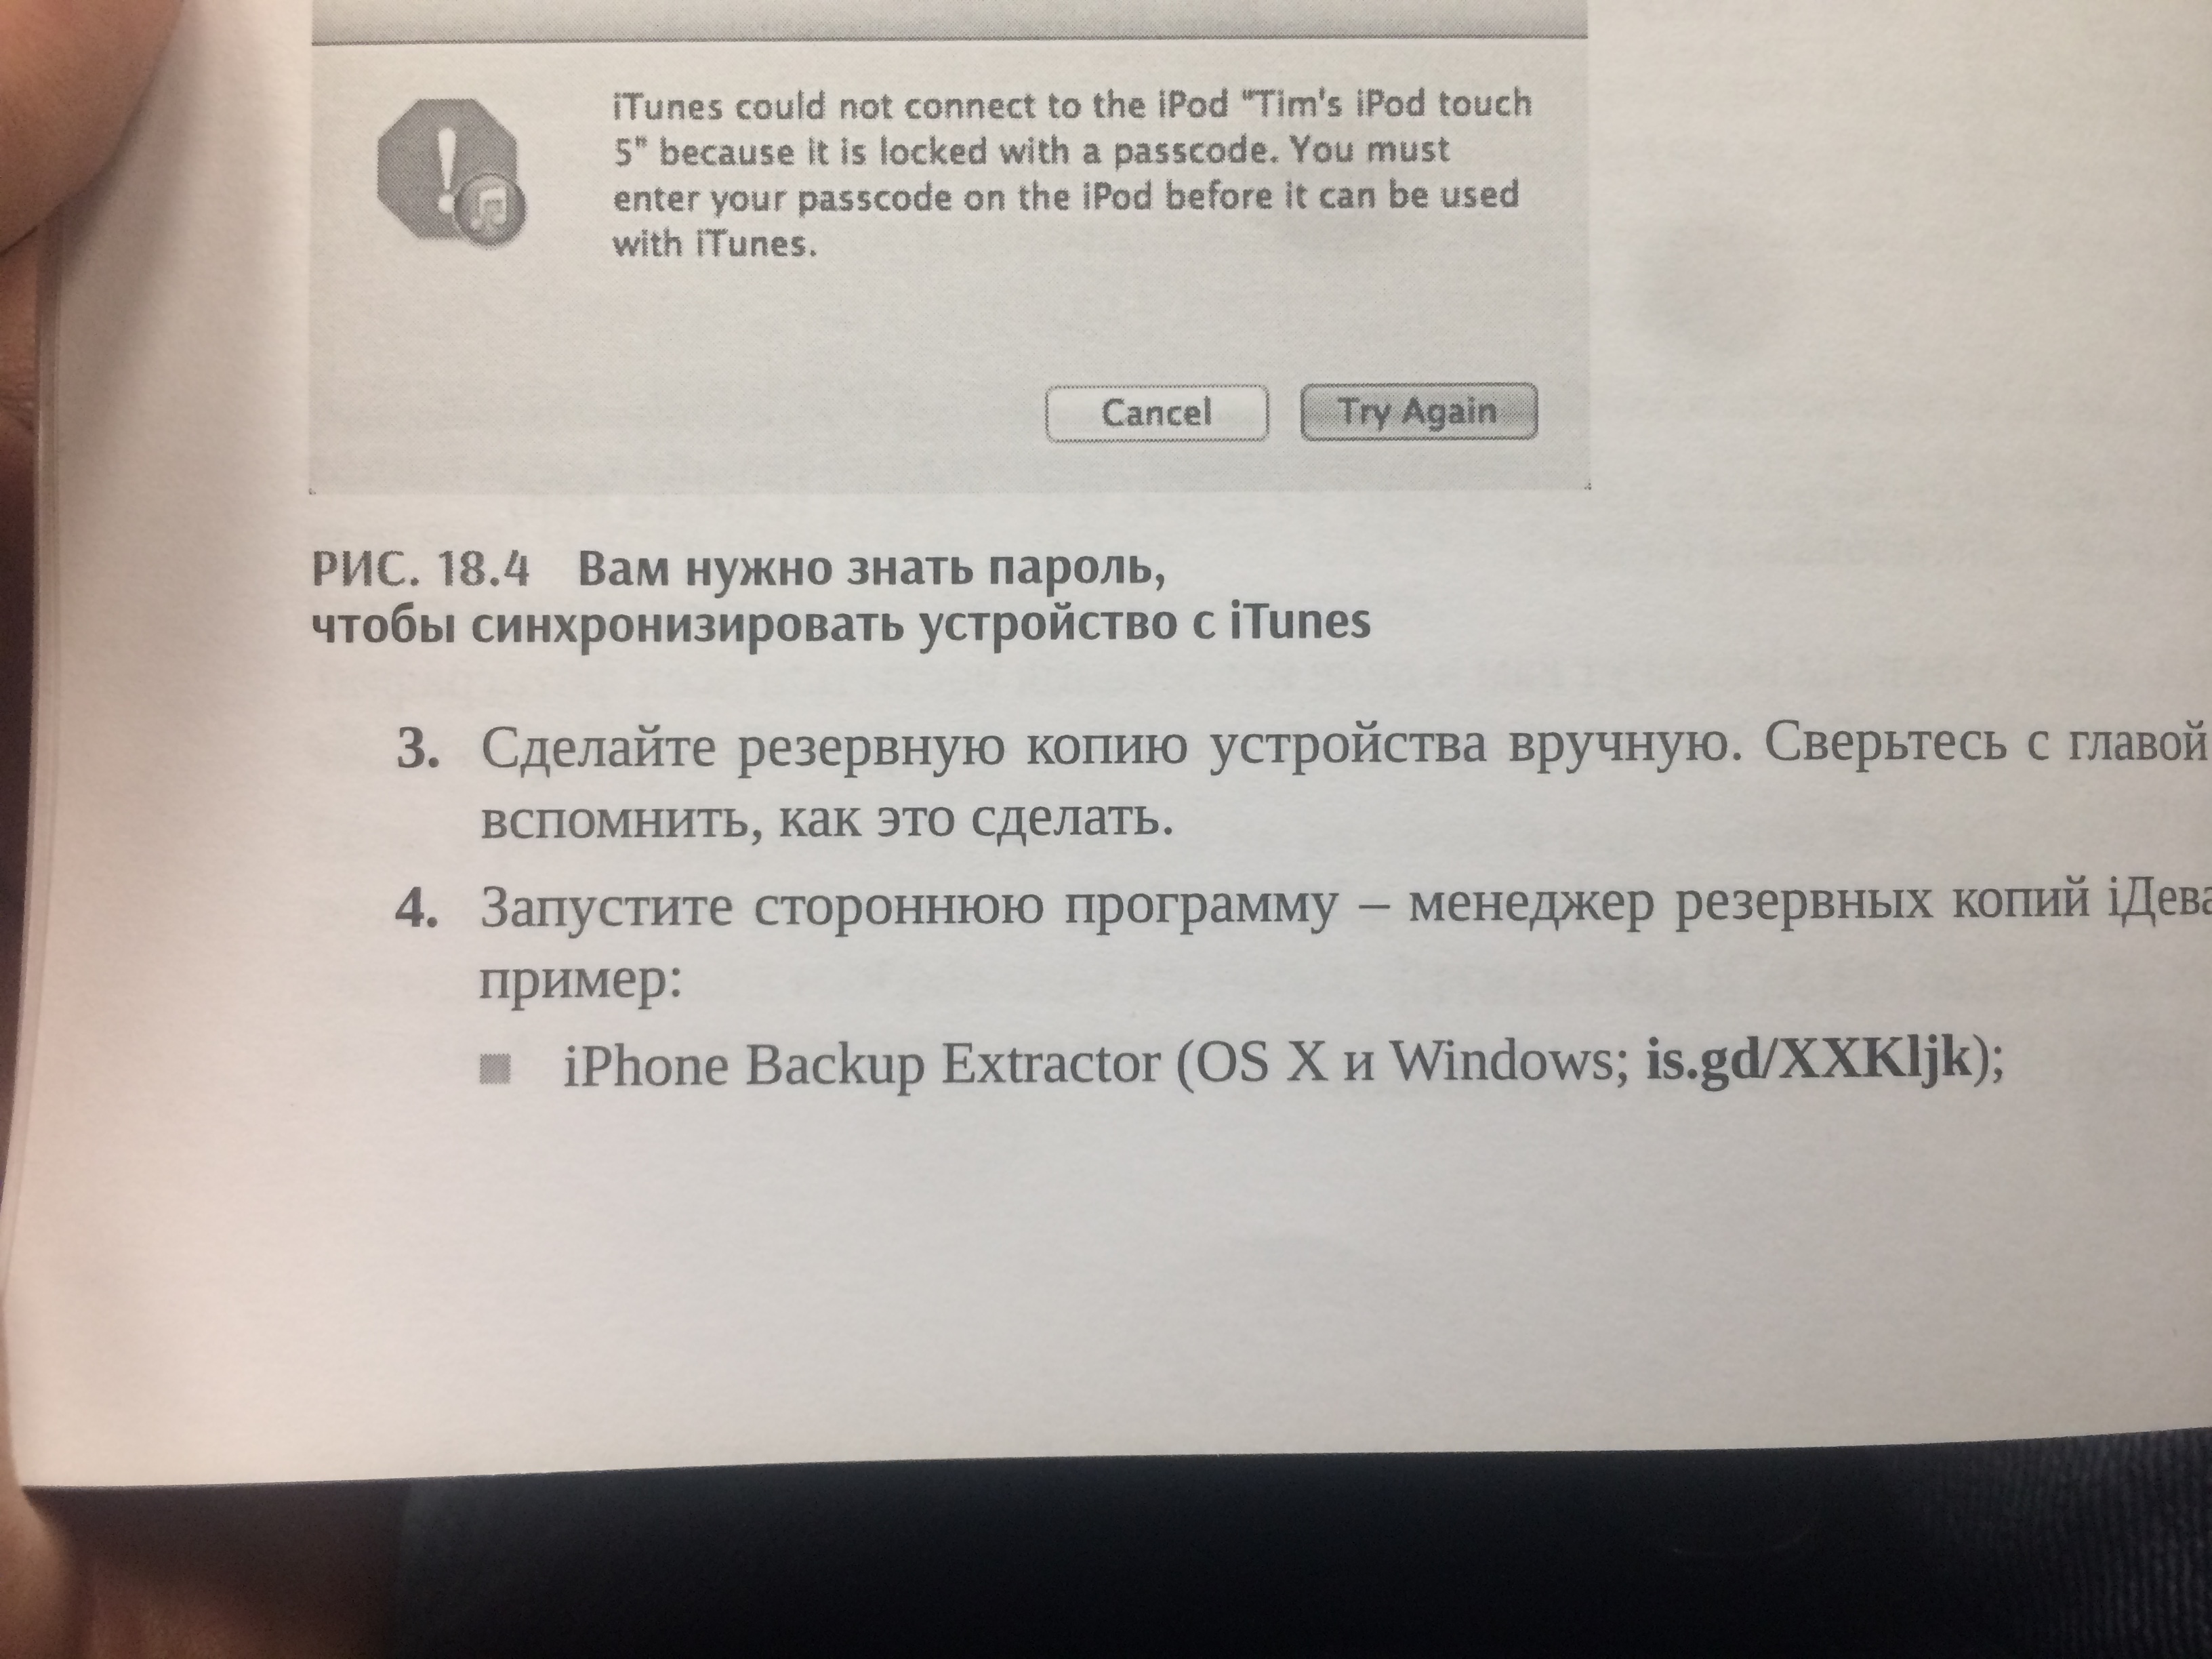 iTunes could not connect to the iPod "Tim's iPod touch
5" because it is locked with a passcode. You must
enter your passcode on the iPod before it can be used
with iTunes.
Cancel Try Again
РИС. 18.4 Вам нужно знать пароль,
чтобы синхронизировать устройство с iTunes
3. Сделайте резервную копию устройства вручную. Сверьтесь с главой
вспомнить, как это сделать.
4. Запустите стороннюю программу – менеджер резервных копий
пример:
■ iPhone Backup Extractor (OS X и Windows; is.gd/XXKljk);